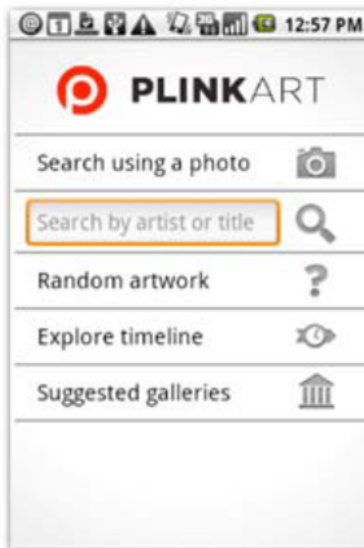 12:57 PM
PLINKART
Search using a photo
Search by artist or title
Random artwork
Explore timeline
Suggested galleries